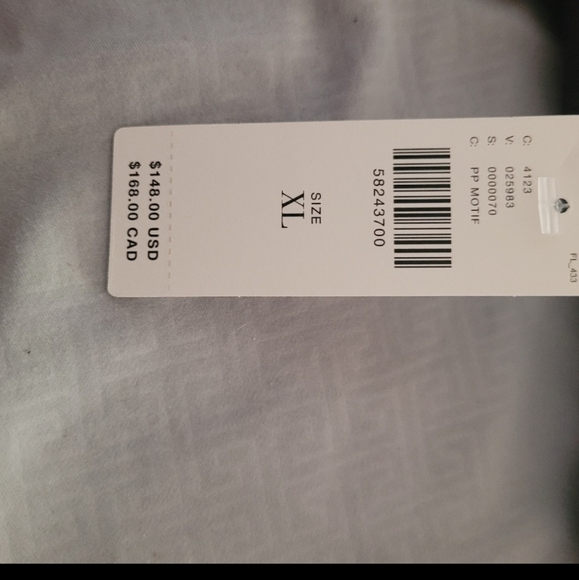 FL_433
C: 4123
V: 025983
S: 0000070
C: PP MOTIF
58243700
SIZE
XL
$148.00 USD
$168.00 CAD